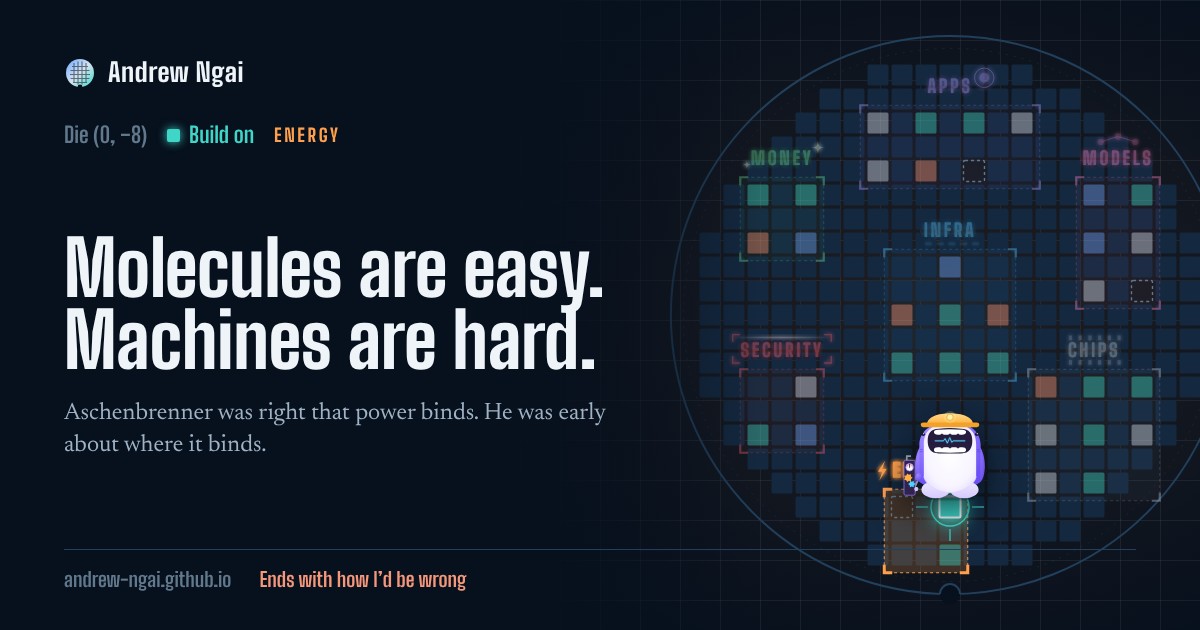 Andrew Ngai
Die (0, −8) Build on ENERGY
Molecules are easy.
Machines are hard.
Aschenbrenner was right that power binds. He was early
about where it binds.
andrew-ngai.github.io Ends with how I'd be wrong
APPS
MONEY
MODELS
INFRA
SECURITY
CHIPS